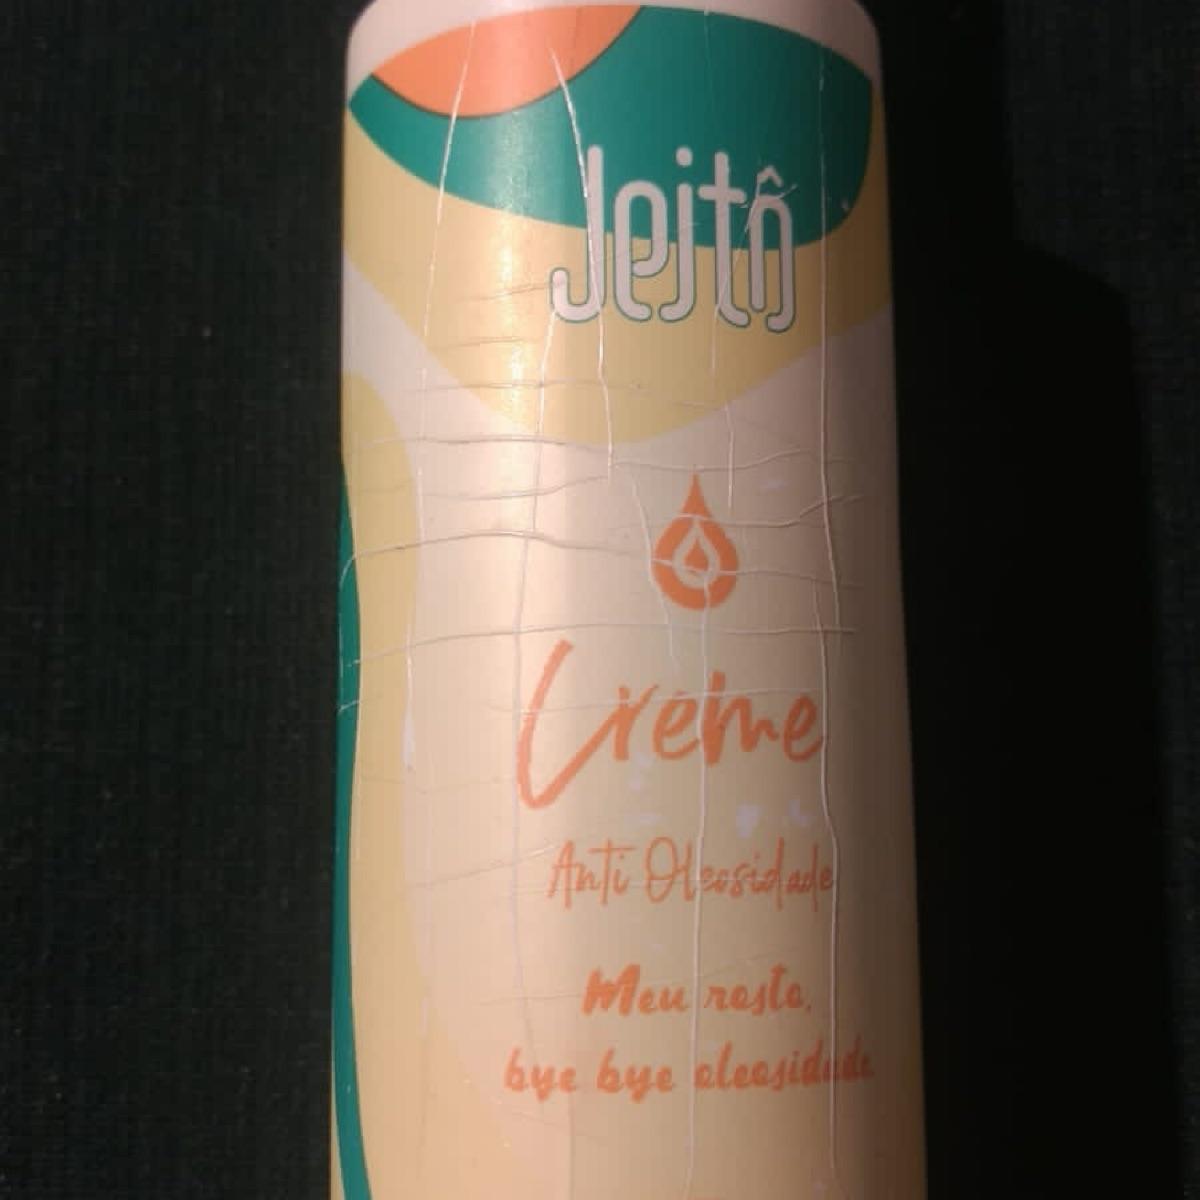 Jeitô
Creme
Anti Oleosidade
Meu rosto,
bye bye oleosidade